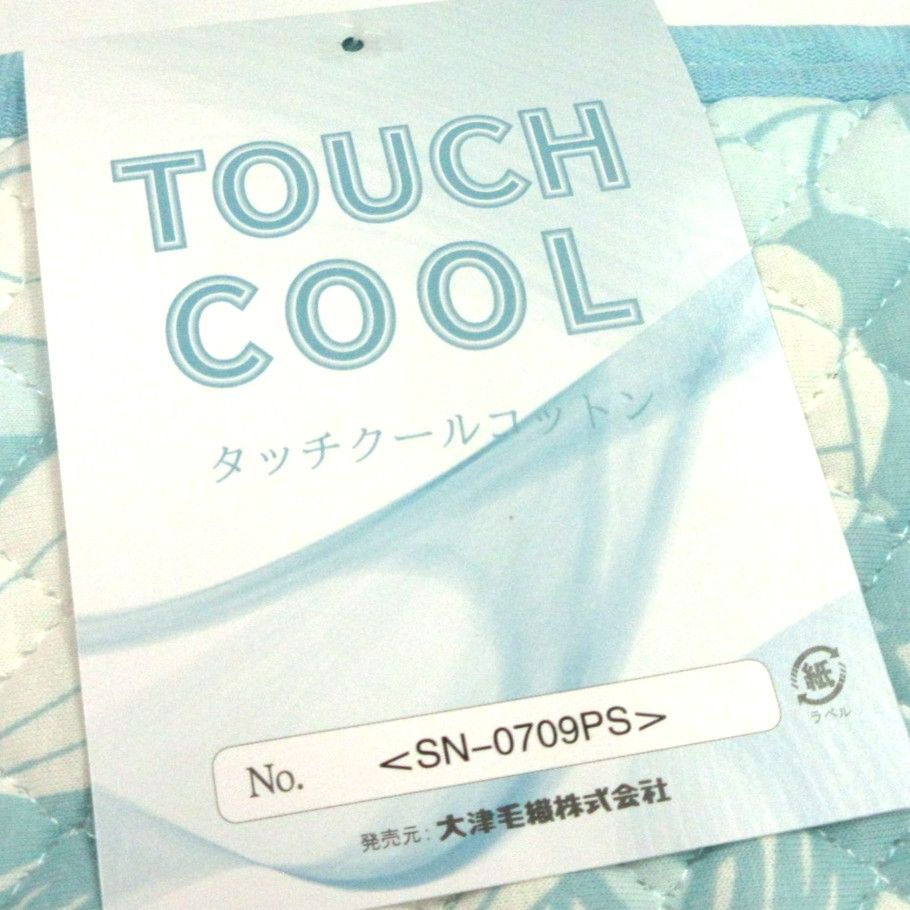 TOUCH
COOL
タッチクールコットン
紙
ラベル
No. <SN-0709PS>
発売元:大津毛織株式会社